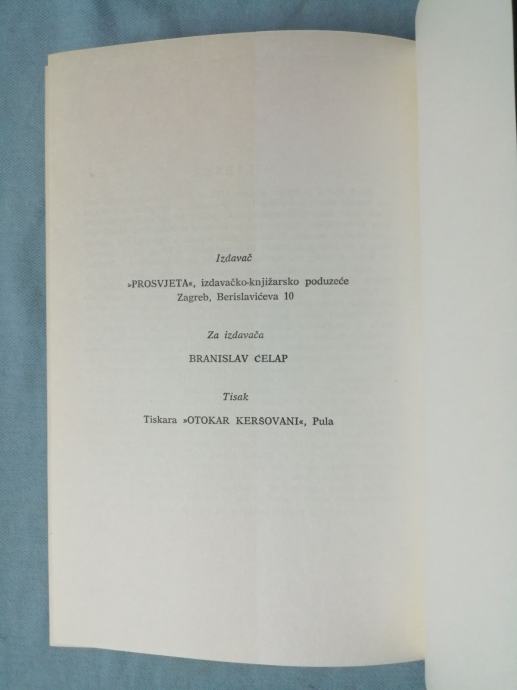 Izdavač
»PROSVJETA«, izdavačko-knjižarsko poduzeće
Zagreb, Berislavićeva 10
Za izdavača
BRANISLAV ĆELAP
Tisak
Tiskara »OTOKAR KERŠOVANI«, Pula